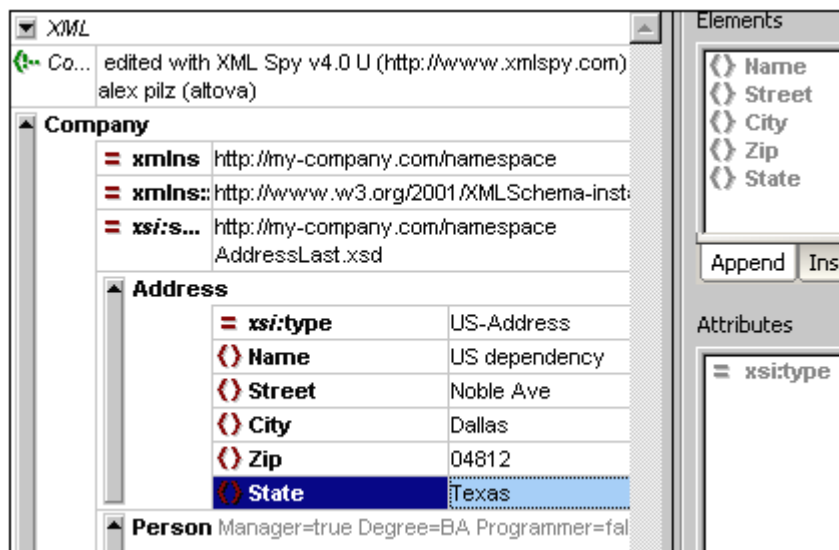 XML
Co... edited with XML Spy v4.0 U (http://www.xmlspy.com)
alex pilz (altova)
Company
= xmlns http://my-company.com/namespace
= xmlns: http://www.w3.org/2001/XMLSchema-inst
= xsi:s... http://my-company.com/namespace
AddressLast.xsd
Address
= xsi:type US-Address
Name US dependency
Street Noble Ave
City Dallas
Zip 04812
State Texas
Person Manager=true Degree=BA Programmer=fal
Elements
Name
Street
City
Zip
State
Append Ins
Attributes
= xsi:type